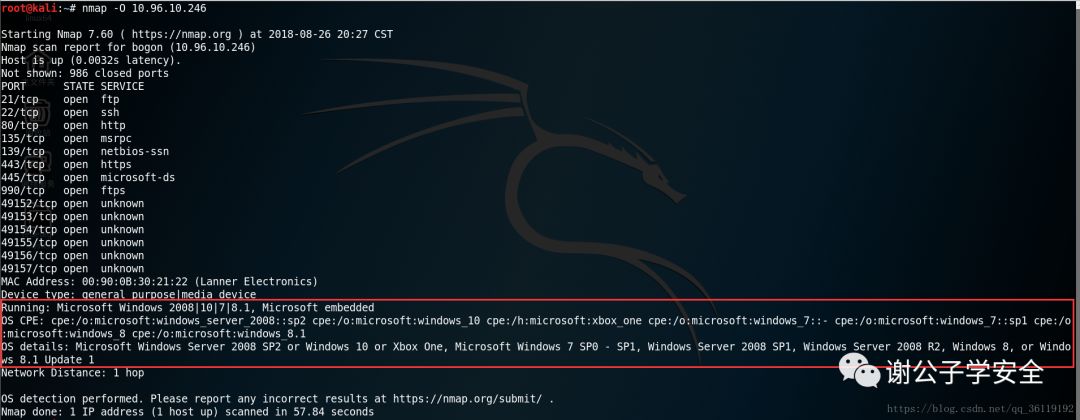 root@kali:~# nmap -O 10.96.10.246
Starting Nmap 7.60 ( https://nmap.org ) at 2018-08-26 20:27 CST
Nmap scan report for bogon (10.96.10.246)
Host is up (0.0032s latency).
Not shown: 986 closed ports
PORT      STATE SERVICE
21/tcp    open  ftp
22/tcp    open  ssh
80/tcp    open  http
135/tcp   open  msrpc
139/tcp   open  netbios-ssn
443/tcp   open  https
445/tcp   open  microsoft-ds
990/tcp   open  ftps
49152/tcp open  unknown
49153/tcp open  unknown
49154/tcp open  unknown
49155/tcp open  unknown
49156/tcp open  unknown
49157/tcp open  unknown
MAC Address: 00:90:0B:30:21:22 (Lanner Electronics)
Device type: general purpose|media device
Running: Microsoft Windows 2008|10|7|8.1, Microsoft embedded
OS CPE: cpe:/o:microsoft:windows_server_2008::sp2 cpe:/o:microsoft:windows_10 cpe:/h:microsoft:xbox_one cpe:/o:microsoft:windows_7::- cpe:/o:microsoft:windows_7::sp1 cpe:/o
:microsoft:windows_8 cpe:/o:microsoft:windows_8.1
OS details: Microsoft Windows Server 2008 SP2 or Windows 10 or Xbox One, Microsoft Windows 7 SP0 - SP1, Windows Server 2008 SP1, Windows Server 2008 R2, Windows 8, or Windo
ws 8.1 Update 1
Network Distance: 1 hop
谢公子学安全
OS detection performed. Please report any incorrect results at https://nmap.org/submit/ .
Nmap done: 1 IP address (1 host up) scanned in 57.84 seconds
https://blog.csdn.net/qq_36119192